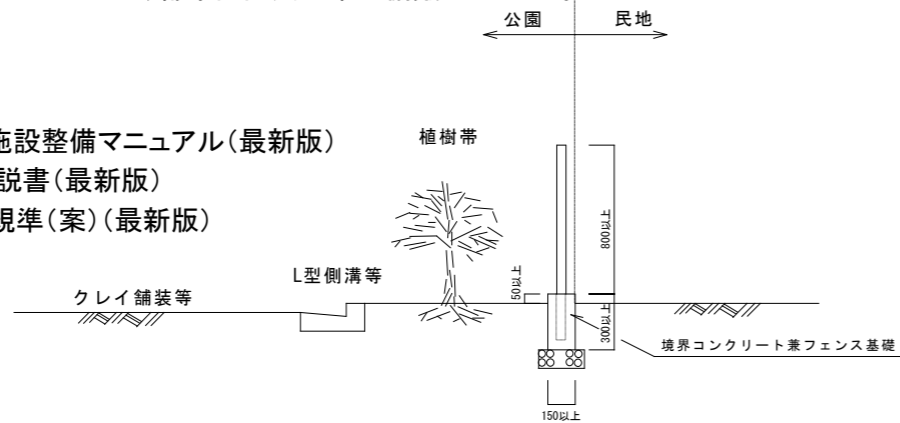 公園
民地
施設整備マニュアル(最新版)
説書(最新版)
規準(案)(最新版)
植樹帯
800以上
L型側溝等
50以上
クレイ舗装等
300以上
境界コンクリート兼フェンス基礎
150以上